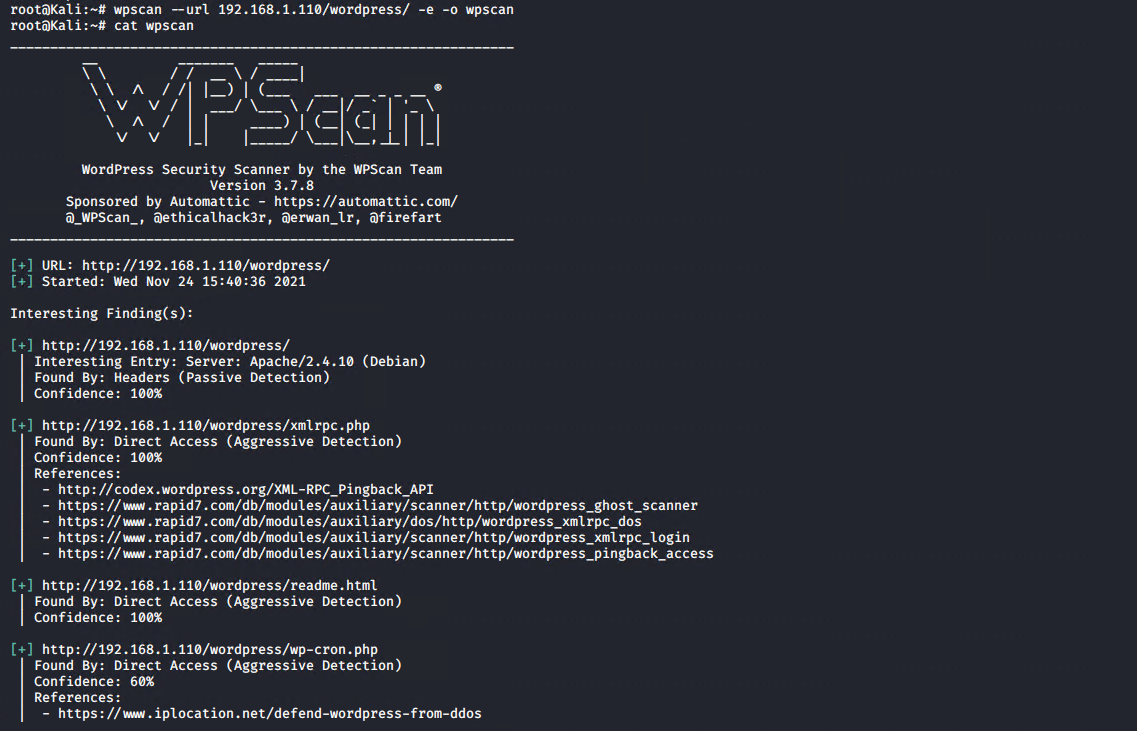 root@Kali:~# wpscan --url 192.168.1.110/wordpress/ -e -o wpscan
root@Kali:~# cat wpscan
WPScan ®
WordPress Security Scanner by the WPScan Team
Version 3.7.8
Sponsored by Automattic - https://automattic.com/
@_WPScan_, @ethicalhack3r, @erwan_lr, @firefart
[+] URL: http://192.168.1.110/wordpress/
[+] Started: Wed Nov 24 15:40:36 2021
Interesting Finding(s):
[+] http://192.168.1.110/wordpress/
| Interesting Entry: Server: Apache/2.4.10 (Debian)
| Found By: Headers (Passive Detection)
| Confidence: 100%
[+] http://192.168.1.110/wordpress/xmlrpc.php
| Found By: Direct Access (Aggressive Detection)
| Confidence: 100%
| References:
|  - http://codex.wordpress.org/XML-RPC_Pingback_API
|  - https://www.rapid7.com/db/modules/auxiliary/scanner/http/wordpress_ghost_scanner
|  - https://www.rapid7.com/db/modules/auxiliary/dos/http/wordpress_xmlrpc_dos
|  - https://www.rapid7.com/db/modules/auxiliary/scanner/http/wordpress_xmlrpc_login
|  - https://www.rapid7.com/db/modules/auxiliary/scanner/http/wordpress_pingback_access
[+] http://192.168.1.110/wordpress/readme.html
| Found By: Direct Access (Aggressive Detection)
| Confidence: 100%
[+] http://192.168.1.110/wordpress/wp-cron.php
| Found By: Direct Access (Aggressive Detection)
| Confidence: 60%
| References:
|  - https://www.iplocation.net/defend-wordpress-from-ddos